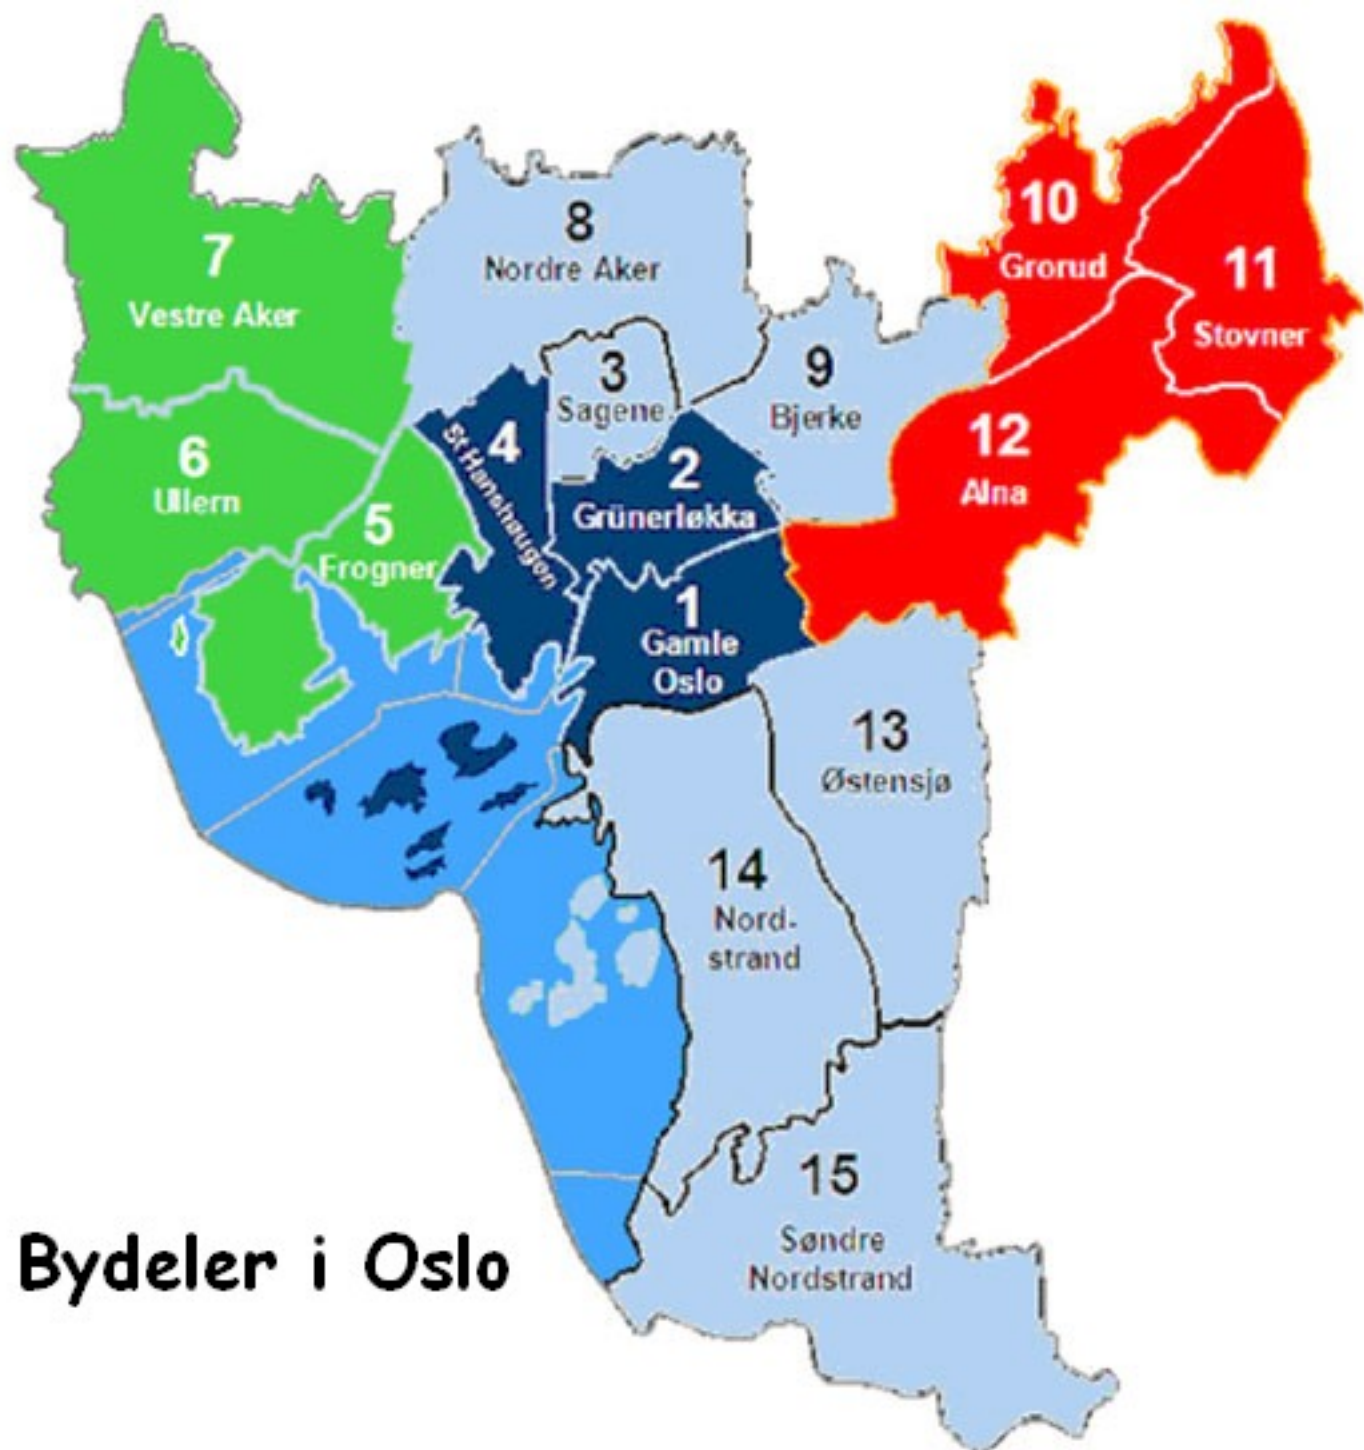 7
Vestre Aker
8
Nordre Aker
10
Grorud
11
Stovner
3
Sagene
9
Bjerke
4
St Hanshaugen
6
Ullern
5
Frogner
2
Grünerløkka
12
Alna
1
Gamle
Oslo
13
Østensjø
14
Nord-
strand
15
Søndre
Nordstrand
Bydeler i Oslo